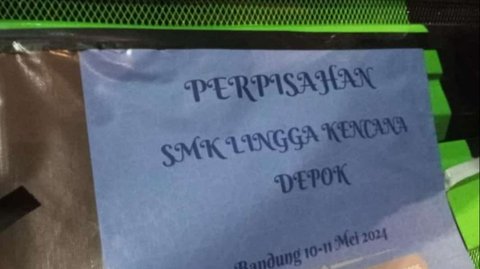 PERPISAHAN
SMK LINGGA KENCANA
DEPOK
Bandung 10-11 Mei 2024